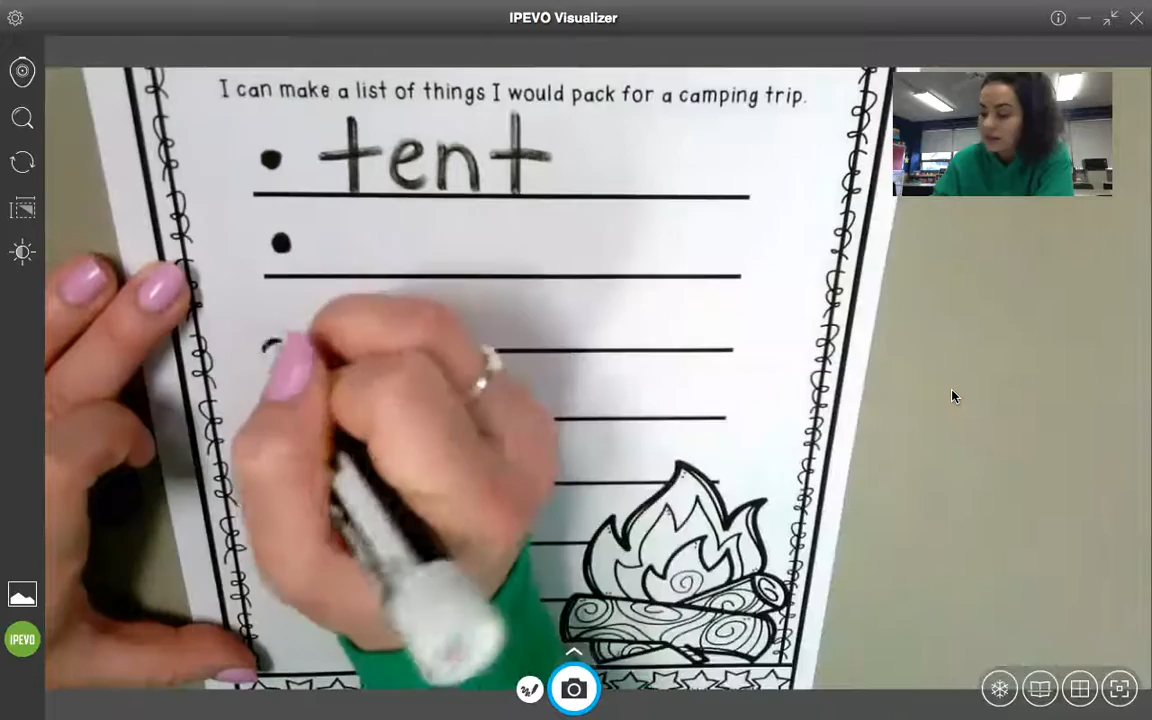 IPEVO Visualizer
I can make a list of things I would pack for a camping trip.
• tent
•
IPEVO